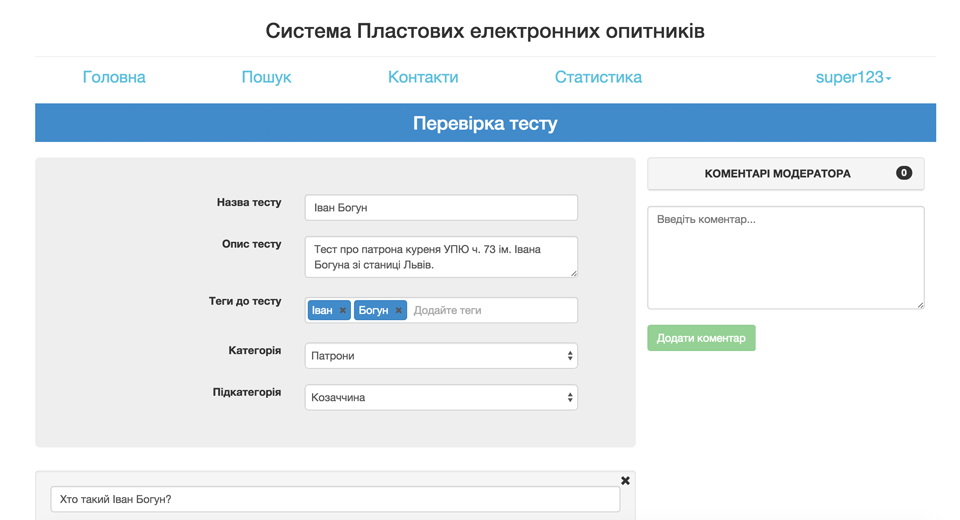 Система Пластових електронних опитників
Головна Пошук Контакти Статистика super123
Перевірка тесту
Назва тесту
Іван Богун
Опис тесту
Тест про патрона куреня УПЮ ч. 73 ім. Івана
Богуна зі станиці Львів.
Теги до тесту
Іван × Богун × Додайте теги
Категорія
Патрони
Підкатегорія
Козаччина
Хто такий Іван Богун?
КОМЕНТАРІ МОДЕРАТОРА 0
Введіть коментар...
Додати коментар